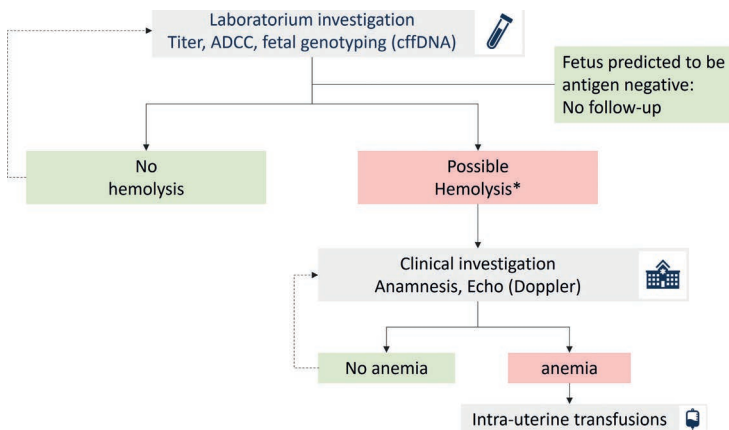 Laboratorium investigation
Titer, ADCC, fetal genotyping (cffDNA)
Fetus predicted to be
antigen negative:
No follow-up
No
hemolysis
Possible
Hemolysis*
Clinical investigation
Anamnesis, Echo (Doppler)
No anemia
anemia
Intra-uterine transfusions